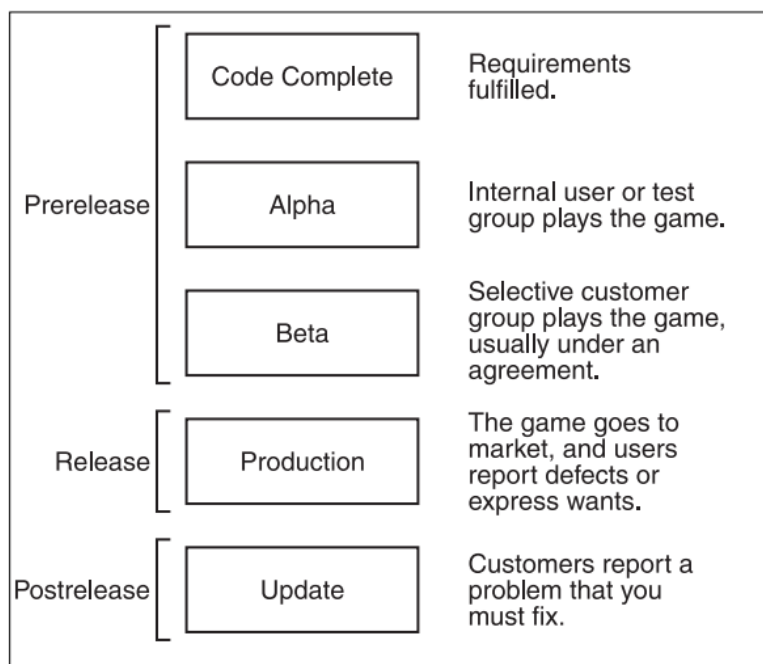 Code Complete
Requirements
fulfilled.
Prerelease
Alpha
Internal user or test
group plays the game.
Beta
Selective customer
group plays the game,
usually under an
agreement.
Release
Production
The game goes to
market, and users
report defects or
express wants.
Postrelease
Update
Customers report a
problem that you
must fix.